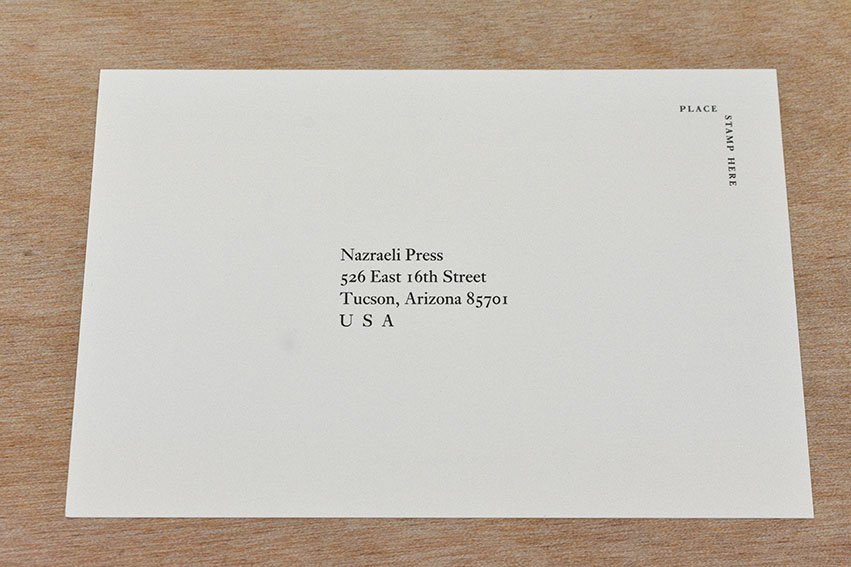 PLACE
STAMP HERE
Nazraeli Press
526 East 16th Street
Tucson, Arizona 85701
U S A